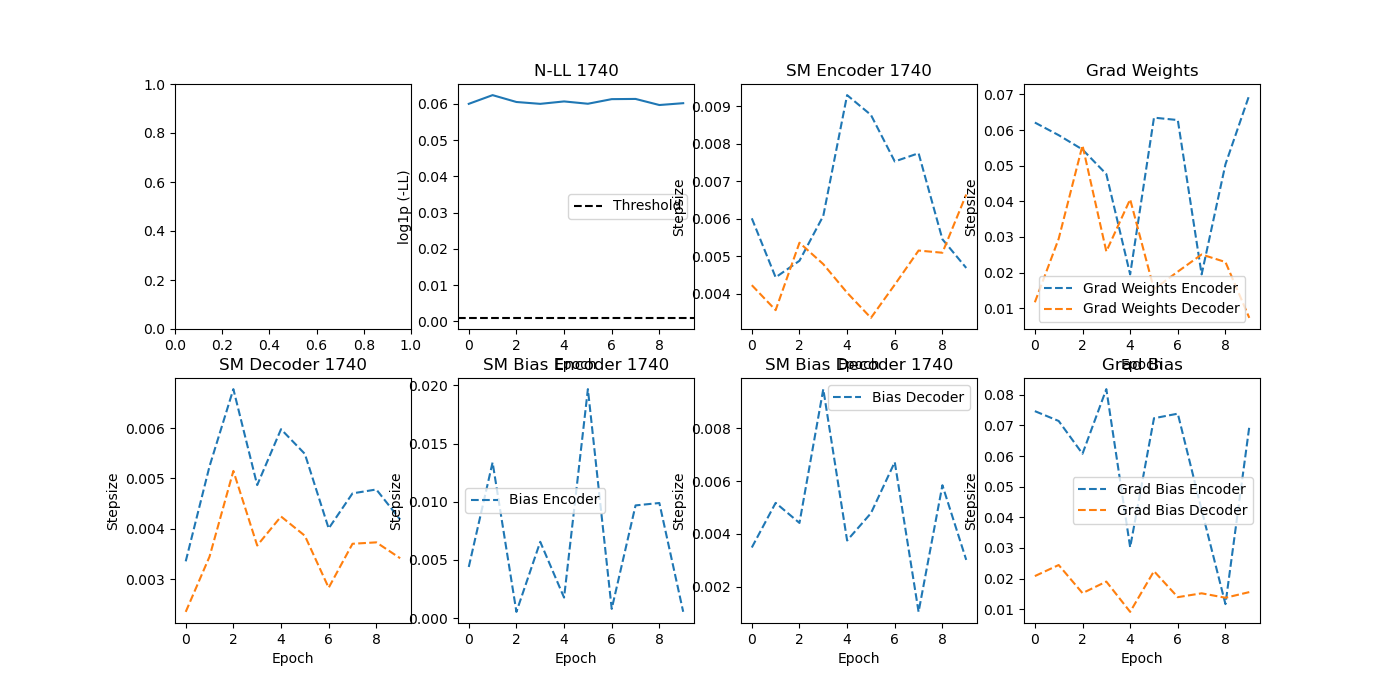 N-LL 1740
SM Encoder 1740
Grad Weights
1.0
0.8
0.6
0.4
0.2
0.0
0.0 0.2 0.4 0.6 0.8 1.0
log1p (-LL)
0.06
0.05
0.04
0.03
0.02
0.01
0.00
Threshold
0 2 4 6 8
Epoch
Stepsize
0.009
0.008
0.007
0.006
0.005
0.004
0 2 4 6 8
Epoch
Stepsize
0.07
0.06
0.05
0.04
0.03
0.02
0.01
Grad Weights Encoder
Grad Weights Decoder
0 2 4 6 8
Epoch
SM Decoder 1740
SM Bias Encoder 1740
SM Bias Decoder 1740
Grad Bias
Stepsize
0.006
0.005
0.004
0.003
0 2 4 6 8
Epoch
Stepsize
0.020
0.015
0.010
0.005
0.000
Bias Encoder
0 2 4 6 8
Epoch
Stepsize
0.008
0.006
0.004
0.002
Bias Decoder
0 2 4 6 8
Epoch
Stepsize
0.08
0.07
0.06
0.05
0.04
0.03
0.02
0.01
Grad Bias Encoder
Grad Bias Decoder
0 2 4 6 8
Epoch